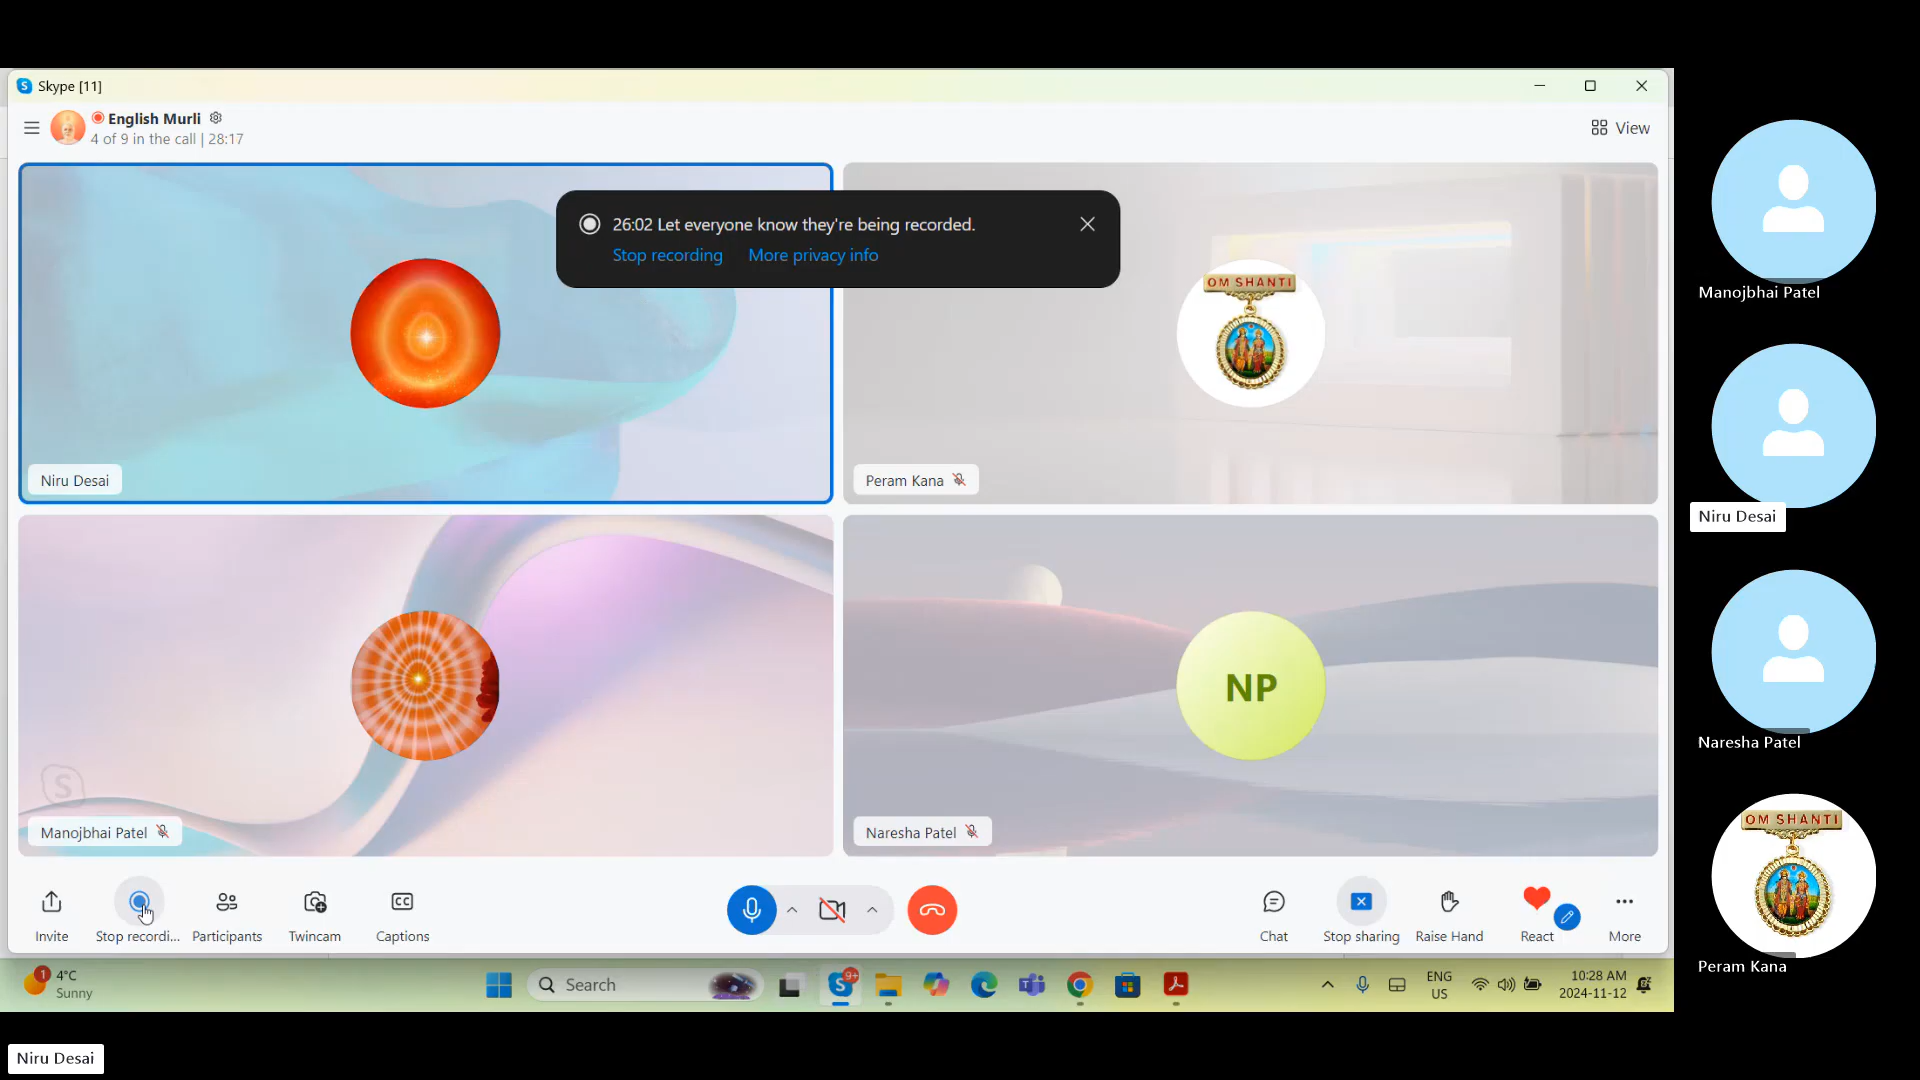 Skype [11]
English Murli
4 of 9 in the call | 28:17
View
26:02 Let everyone know they're being recorded.
Stop recording More privacy info
OM SHANTI
Niru Desai
Peram Kana
NP
Manojbhai Patel
Naresha Patel
Invite
Stop recordi...
Participants
Twincam
CC
Captions
Chat
Stop sharing
Raise Hand
React
More
1
4°C
Sunny
Search
9+
ENG
US
10:28 AM
2024-11-12
Manojbhai Patel
Niru Desai
Naresha Patel
OM SHANTI
Peram Kana
Niru Desai